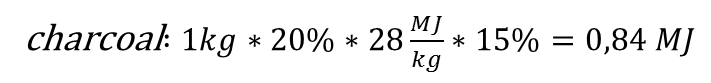 charcoal: 1kg * 20% * 28 MJ/kg * 15% = 0,84 MJ